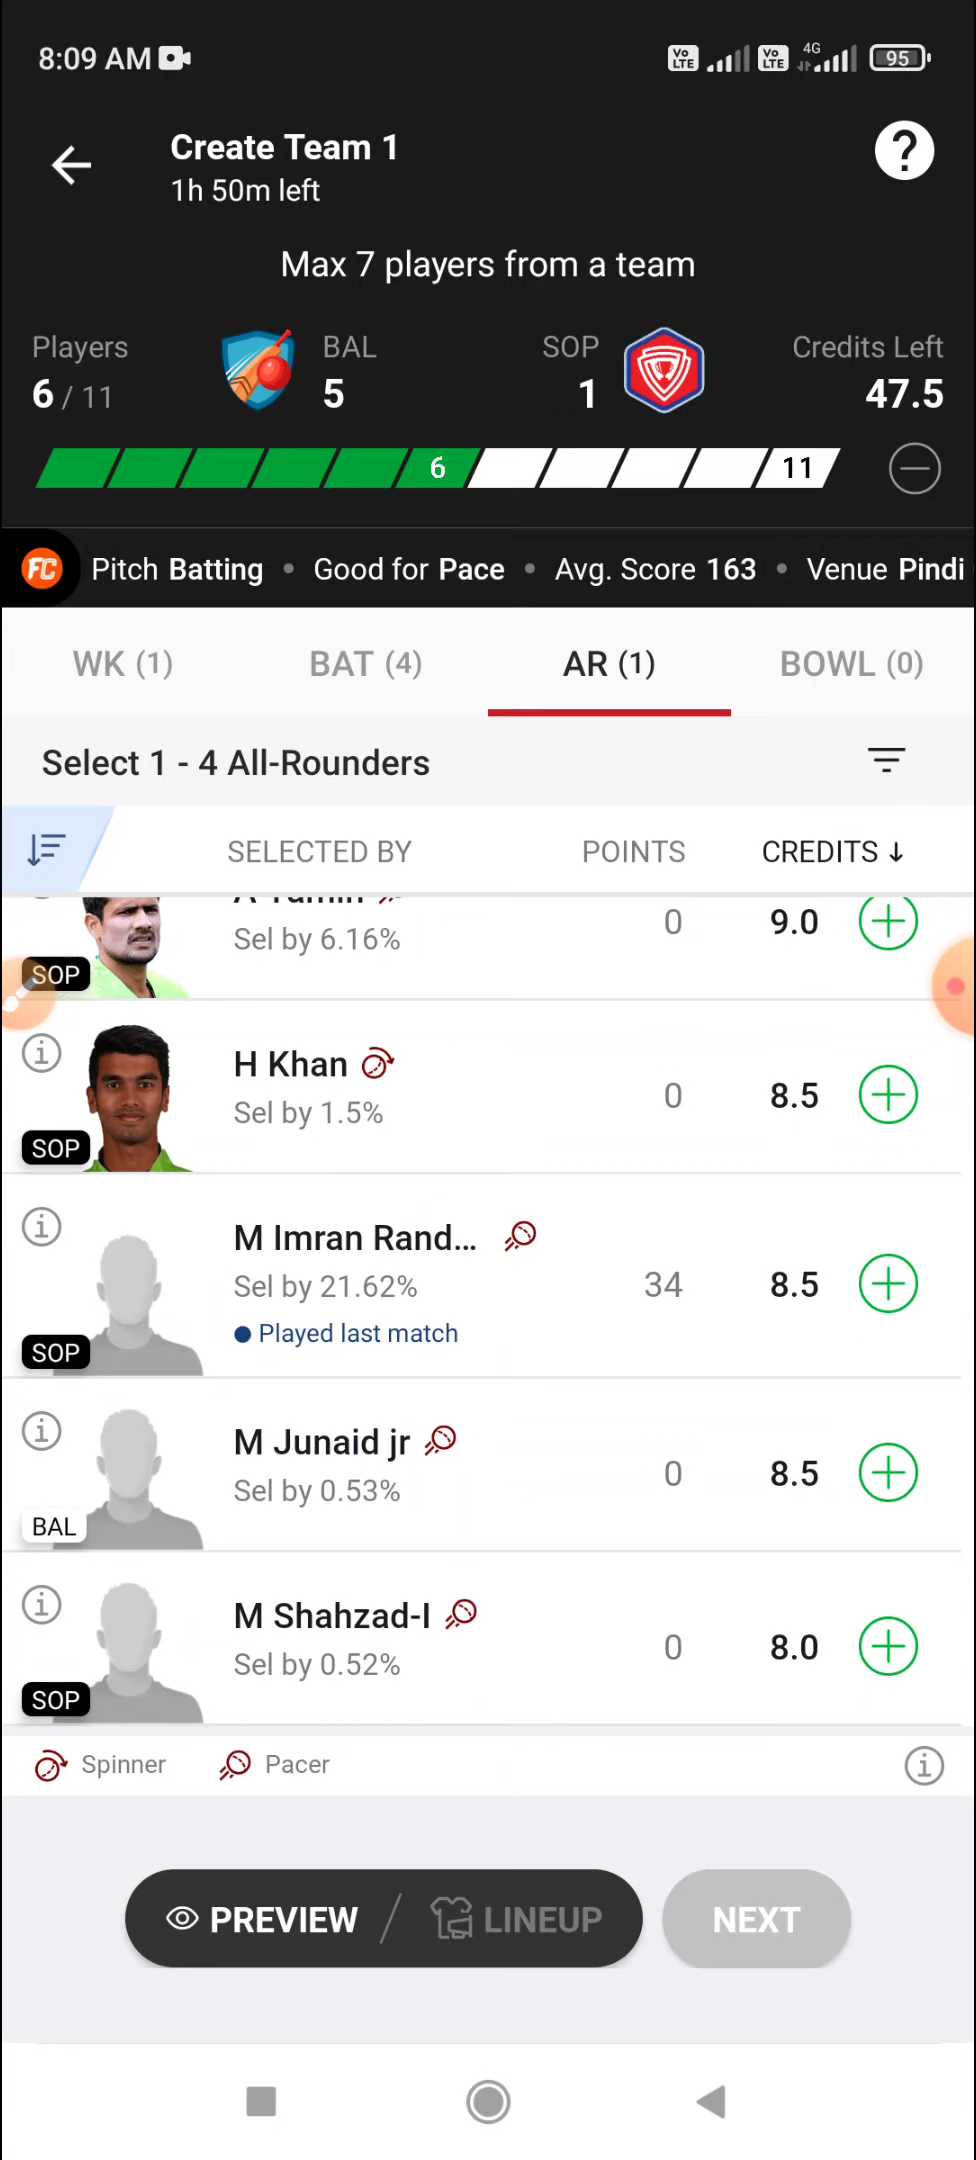 8:09 AM
Vo LTE Vo LTE 4G 95
Create Team 1
1h 50m left
?
Max 7 players from a team
Players BAL SOP Credits Left
6 / 11 5 1 47.5
6 11
FC Pitch Batting • Good for Pace • Avg. Score 163 • Venue Pindi
WK (1) BAT (4) AR (1) BOWL (0)
Select 1 - 4 All-Rounders
SELECTED BY POINTS CREDITS ↓
Sel by 6.16% 0 9.0
SOP
H Khan
Sel by 1.5% 0 8.5
SOP
M Imran Rand...
Sel by 21.62% 34 8.5
Played last match
SOP
M Junaid jr
Sel by 0.53% 0 8.5
BAL
M Shahzad-I
Sel by 0.52% 0 8.0
SOP
Spinner Pacer
PREVIEW / LINEUP NEXT